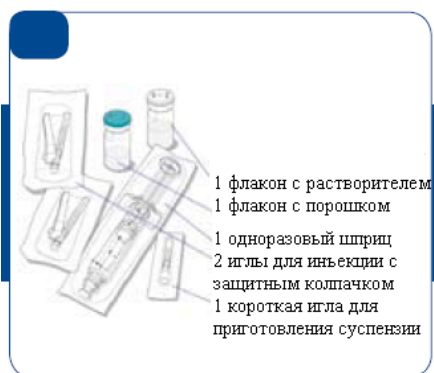 1 флакон с растворителем
1 флакон с порошком
1 одноразовый шприц
2 иглы для инъекции с
защитным колпачком
1 короткая игла для
приготовления суспензии